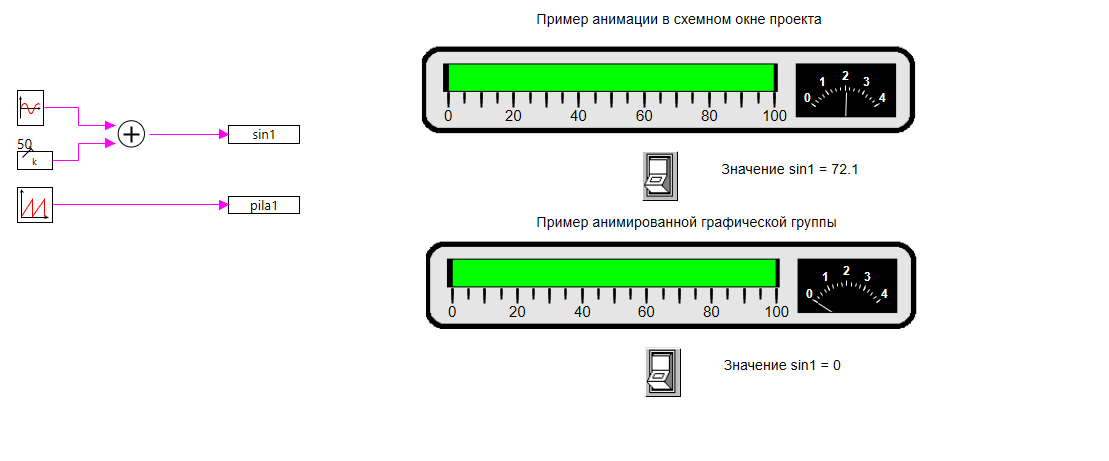 Пример анимации в схемном окне проекта
0 20 40 60 80 100
0 1 2 3 4
50
k
sin1
pila1
Значение sin1 = 72.1
Пример анимированной графической группы
0 20 40 60 80 100
0 1 2 3 4
Значение sin1 = 0